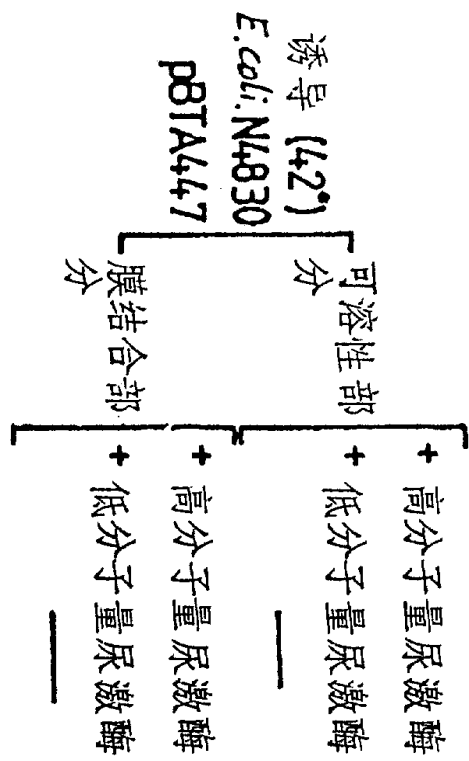 诱导 (42°)
E.coli.N4830
pBTA447
可溶性部
分
+ 高分子量尿激酶
+ 低分子量尿激酶
—
膜结合部
分
+ 高分子量尿激酶
+ 低分子量尿激酶
—